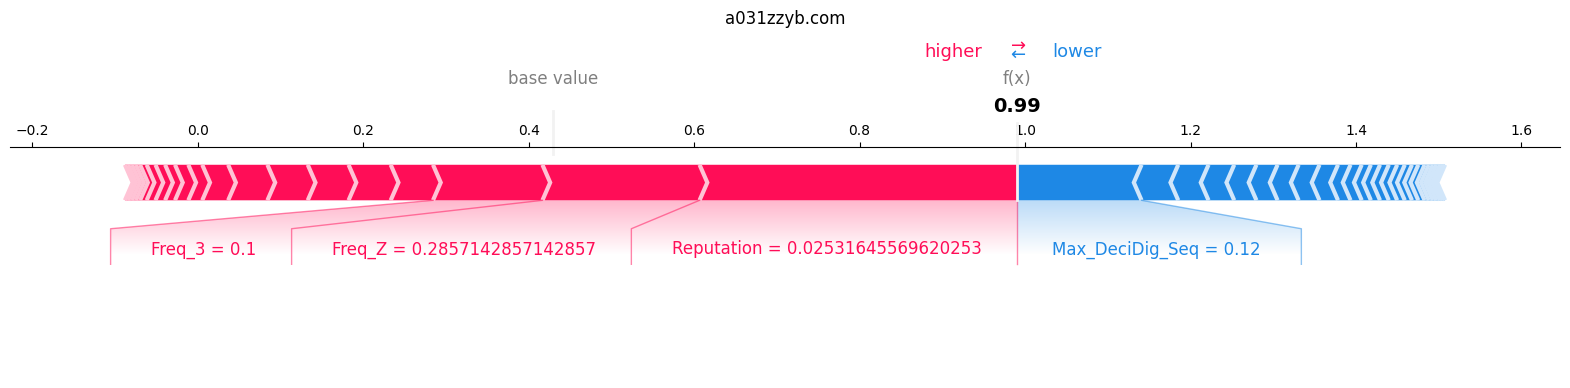 a031zzyb.com
higher ⇄ lower
base value f(x)
0.99
−0.2 0.0 0.2 0.4 0.6 0.8 1.0 1.2 1.4 1.6
Freq_3 = 0.1 Freq_Z = 0.2857142857142857 Reputation = 0.02531645569620253 Max_DeciDig_Seq = 0.12